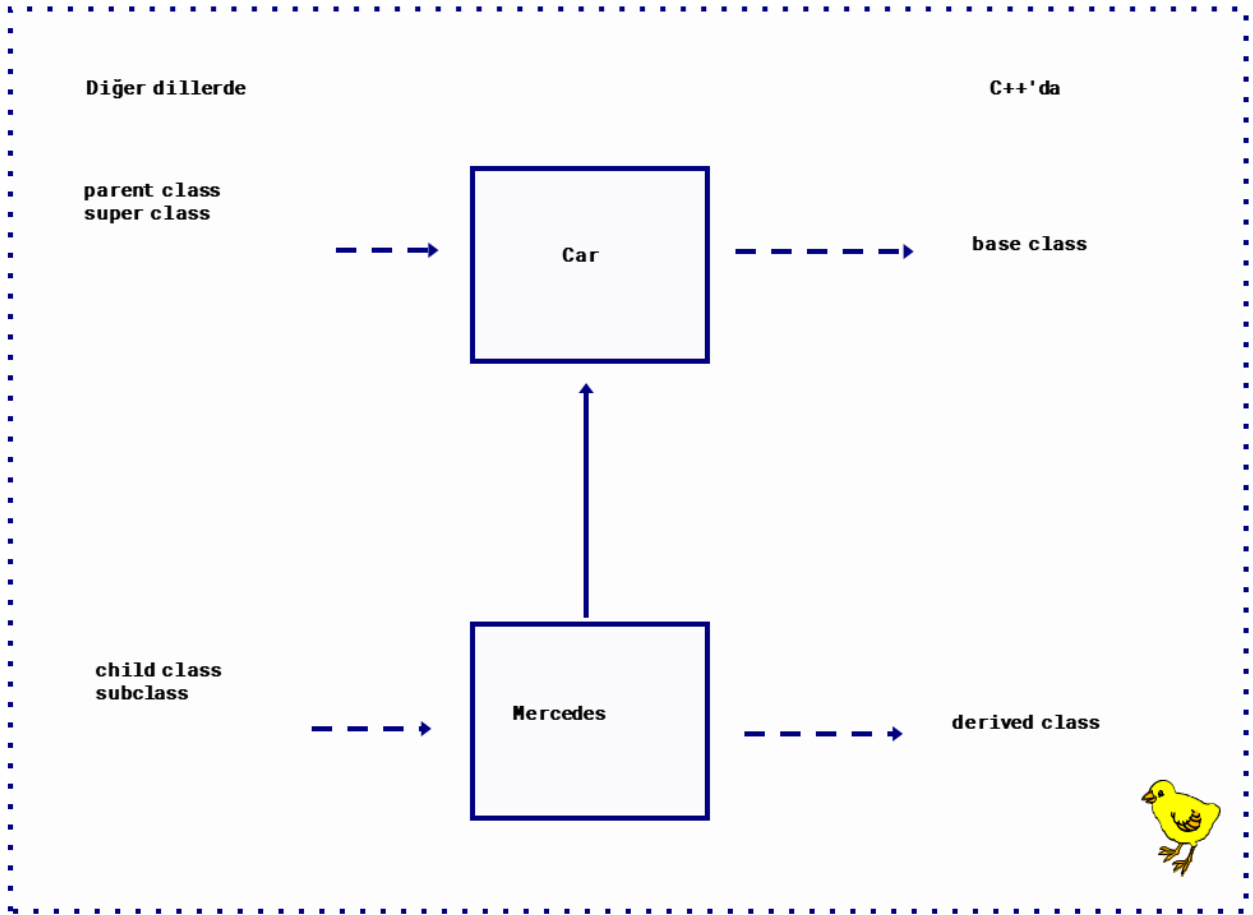 Diğer dillerde
C++'da
parent class
super class
Car
base class
child class
subclass
Mercedes
derived class